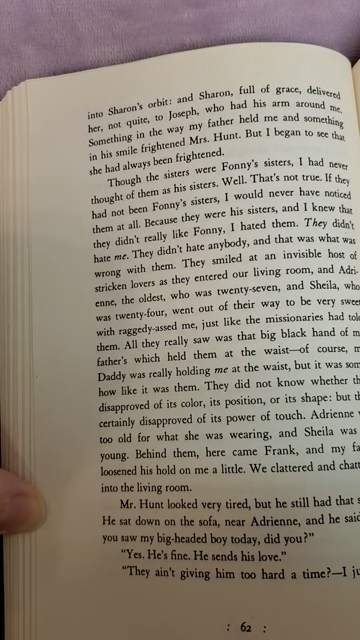 into Sharon's orbit: and Sharon, full of grace, delivered
her, not quite, to Joseph, who had his arm around me.
Something in the way my father held me and something
in his smile frightened Mrs. Hunt. But I began to see that
she had always been frightened.
Though the sisters were Fonny's sisters, I had never
thought of them as his sisters. Well. That's not true. If they
had not been Fonny's sisters, I would never have noticed
them at all. Because they were his sisters, and I knew that
they didn't really like Fonny, I hated them. They didn't
hate me. They didn't hate anybody, and that was what was
wrong with them. They smiled at an invisible host of
stricken lovers as they entered our living room, and Adri-
enne, the oldest, who was twenty-seven, and Sheila, who
was twenty-four, went out of their way to be very sweet
with raggedy-assed me, just like the missionaries had told
them. All they really saw was that big black hand of m
father's which held them at the waist—of course, m
Daddy was really holding me at the waist, but it was som
how like it was them. They did not know whether th
disapproved of its color, its position, or its shape: but th
certainly disapproved of its power of touch. Adrienne w
too old for what she was wearing, and Sheila was
young. Behind them, here came Frank, and my fa
loosened his hold on me a little. We clattered and chatt
into the living room.
Mr. Hunt looked very tired, but he still had that s
He sat down on the sofa, near Adrienne, and he said
you saw my big-headed boy today, did you?"
"Yes. He's fine. He sends his love."
"They ain't giving him too hard a time?—I ju
: 62 :